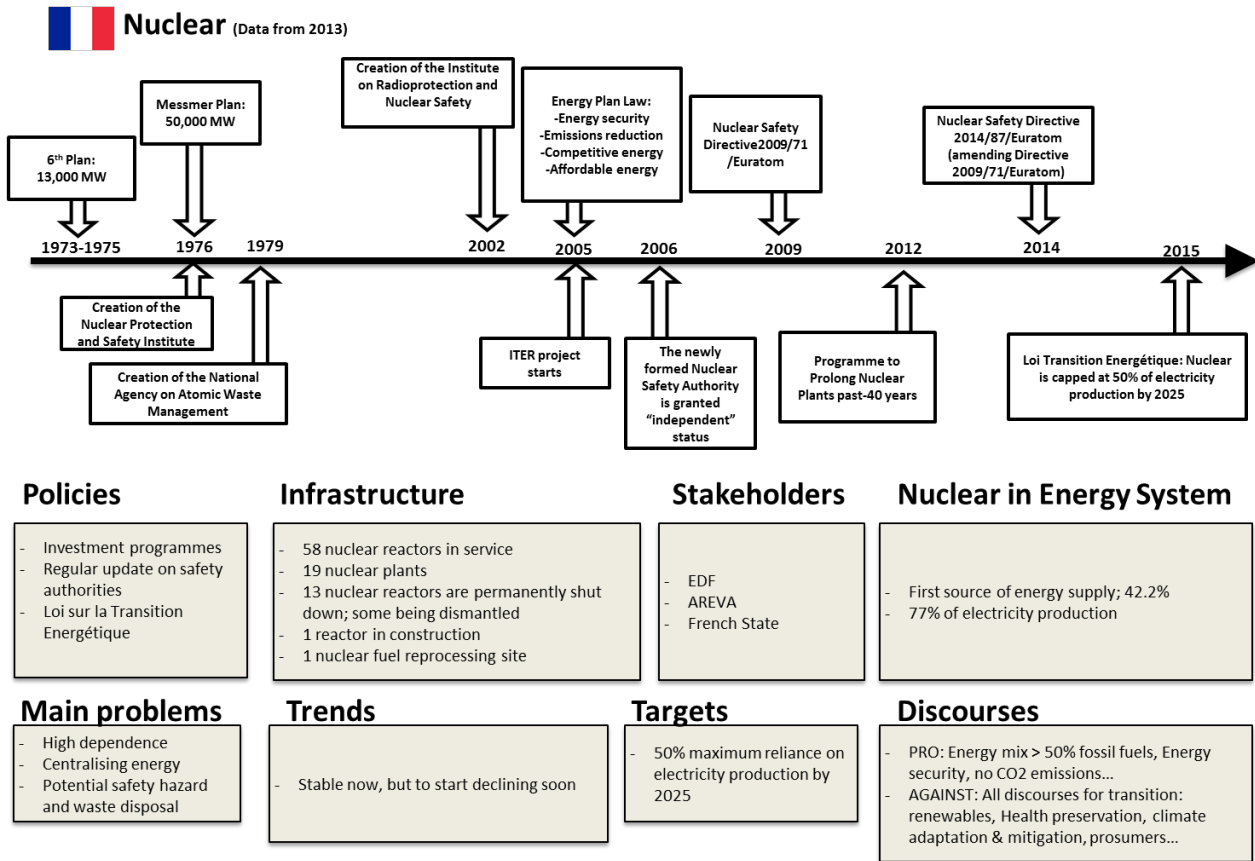 Nuclear (Data from 2013)
Creation of the Institute
on Radioprotection and
Nuclear Safety
Messmer Plan:
50,000 MW
Energy Plan Law:
-Energy security
-Emissions reduction
-Competitive energy
-Affordable energy
Nuclear Safety
Directive2009/71
/Euratom
Nuclear Safety Directive
2014/87/Euratom
(amending Directive
2009/71/Euratom)
6th Plan:
13,000 MW
1973-1975
1976
1979
2002
2005
2006
2009
2012
2014
2015
Creation of the
Nuclear Protection
and Safety Institute
Creation of the National
Agency on Atomic Waste
Management
ITER project
starts
The newly
formed Nuclear
Safety Authority
is granted
“independent”
status
Programme to
Prolong Nuclear
Plants past-40 years
Loi Transition Energétique: Nuclear
is capped at 50% of electricity
production by 2025
Policies
- Investment programmes
- Regular update on safety
authorities
- Loi sur la Transition
Energétique
Infrastructure
- 58 nuclear reactors in service
- 19 nuclear plants
- 13 nuclear reactors are permanently shut
down; some being dismantled
- 1 reactor in construction
- 1 nuclear fuel reprocessing site
Stakeholders
- EDF
- AREVA
- French State
Nuclear in Energy System
- First source of energy supply; 42.2%
- 77% of electricity production
Main problems
- High dependence
- Centralising energy
- Potential safety hazard
and waste disposal
Trends
- Stable now, but to start declining soon
Targets
- 50% maximum reliance on
electricity production by
2025
Discourses
- PRO: Energy mix > 50% fossil fuels, Energy
security, no CO2 emissions...
- AGAINST: All discourses for transition:
renewables, Health preservation, climate
adaptation & mitigation, prosumers...